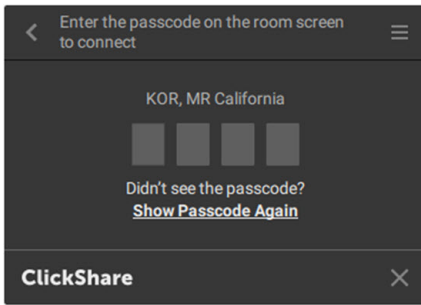 Enter the passcode on the room screen
to connect
KOR, MR California
Didn't see the passcode?
Show Passcode Again
ClickShare